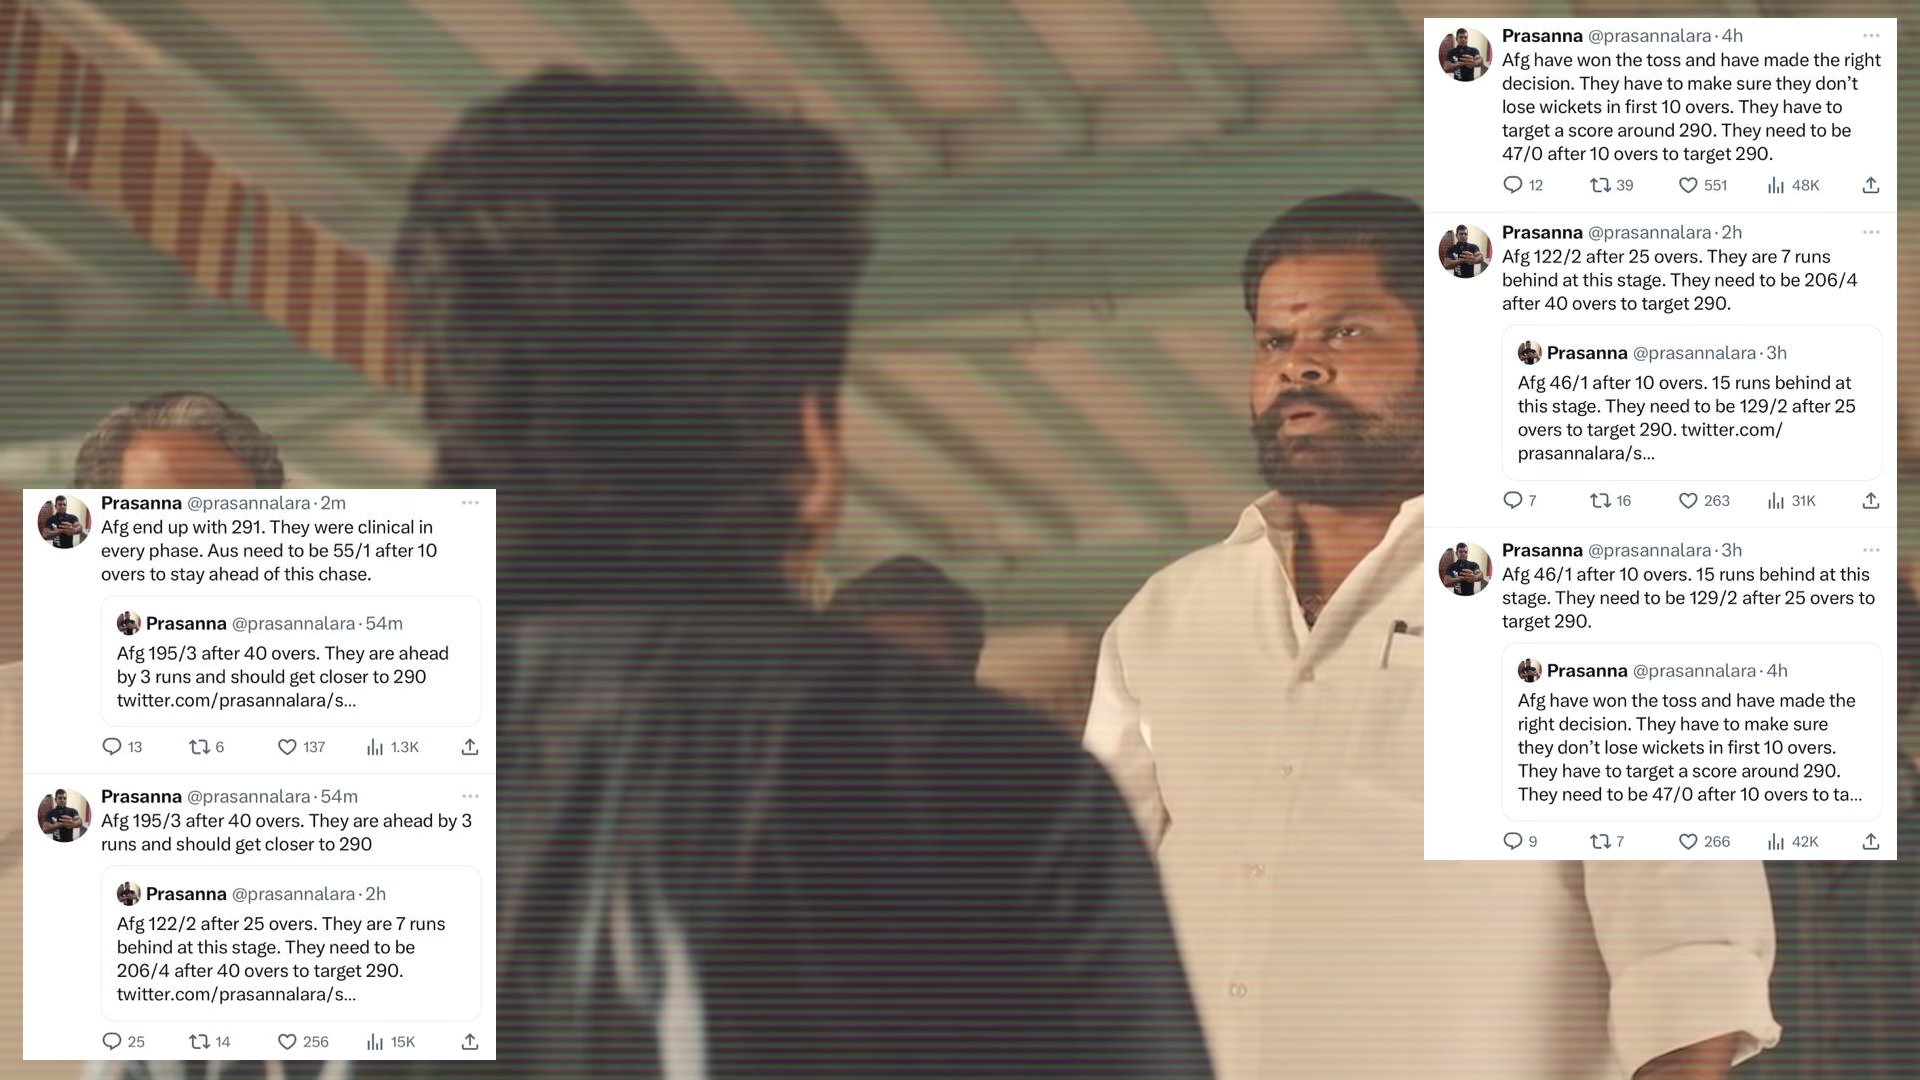 Prasanna @prasannalara · 2m
Afg end up with 291. They were clinical in
every phase. Aus need to be 55/1 after 10
overs to stay ahead of this chase.
Prasanna @prasannalara · 54m
Afg 195/3 after 40 overs. They are ahead
by 3 runs and should get closer to 290
twitter.com/prasannalara/s...
13 6 137 1.3K
Prasanna @prasannalara · 54m
Afg 195/3 after 40 overs. They are ahead by 3
runs and should get closer to 290
Prasanna @prasannalara · 2h
Afg 122/2 after 25 overs. They are 7 runs
behind at this stage. They need to be
206/4 after 40 overs to target 290.
twitter.com/prasannalara/s...
25 14 256 15K
Prasanna @prasannalara · 4h
Afg have won the toss and have made the right
decision. They have to make sure they don’t
lose wickets in first 10 overs. They have to
target a score around 290. They need to be
47/0 after 10 overs to target 290.
12 39 551 48K
Prasanna @prasannalara · 2h
Afg 122/2 after 25 overs. They are 7 runs
behind at this stage. They need to be 206/4
after 40 overs to target 290.
Prasanna @prasannalara · 3h
Afg 46/1 after 10 overs. 15 runs behind at
this stage. They need to be 129/2 after 25
overs to target 290. twitter.com/
prasannalara/s...
7 16 263 31K
Prasanna @prasannalara · 3h
Afg 46/1 after 10 overs. 15 runs behind at this
stage. They need to be 129/2 after 25 overs to
target 290.
Prasanna @prasannalara · 4h
Afg have won the toss and have made the
right decision. They have to make sure
they don’t lose wickets in first 10 overs.
They have to target a score around 290.
They need to be 47/0 after 10 overs to ta...
9 7 266 42K